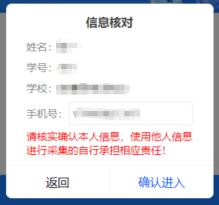 信息核对
姓名：
学号：
学校：
手机号：
请核实确认本人信息，使用他人信息
进行采集的自行承担相应责任！
返回
确认进入